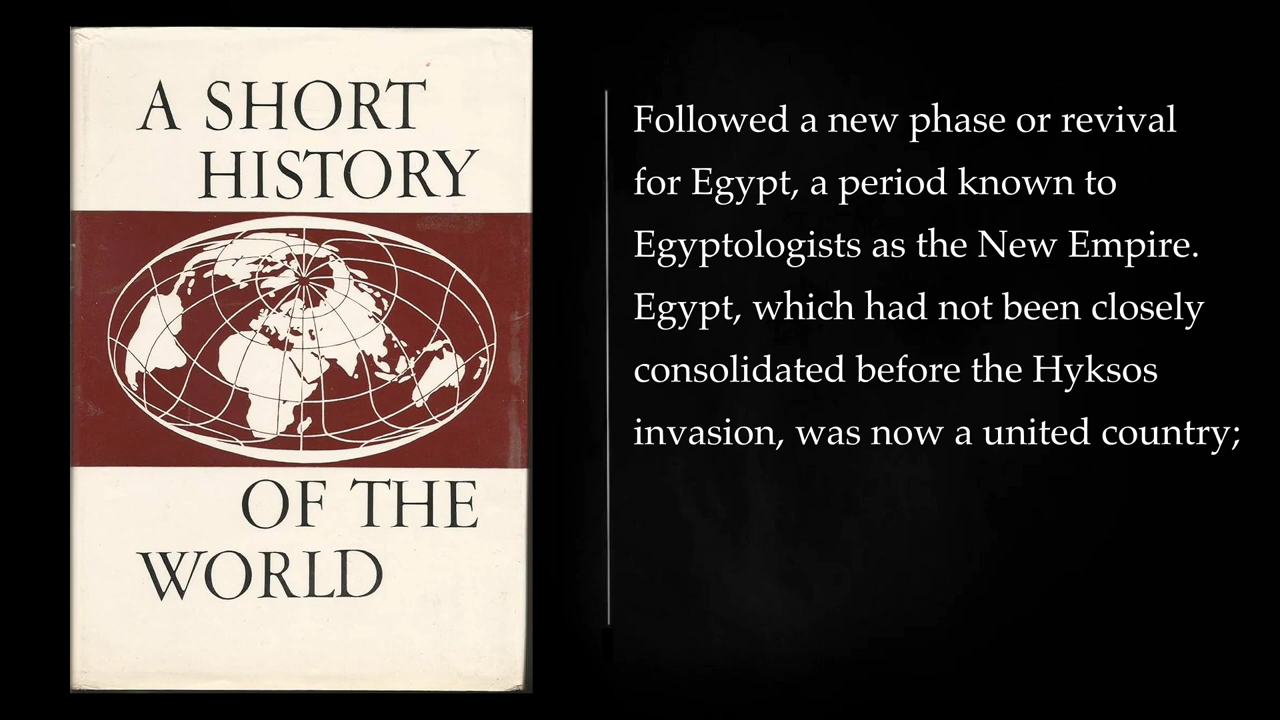 A SHORT
HISTORY
OF THE
WORLD
Followed a new phase or revival
for Egypt, a period known to
Egyptologists as the New Empire.
Egypt, which had not been closely
consolidated before the Hyksos
invasion, was now a united country;